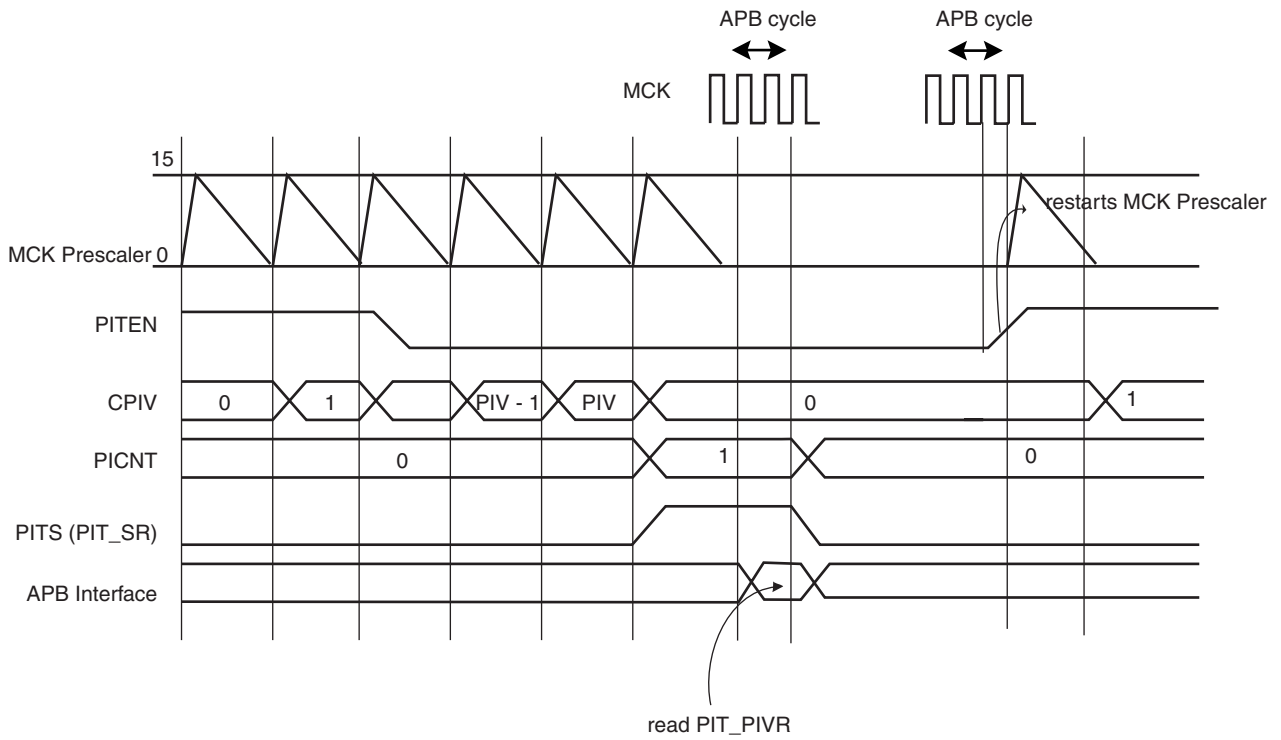 APB cycle
APB cycle
MCK
15
restarts MCK Prescaler
MCK Prescaler 0
PITEN
CPIV
0
1
PIV - 1
PIV
0
1
PICNT
0
1
0
PITS (PIT_SR)
APB Interface
read PIT_PIVR